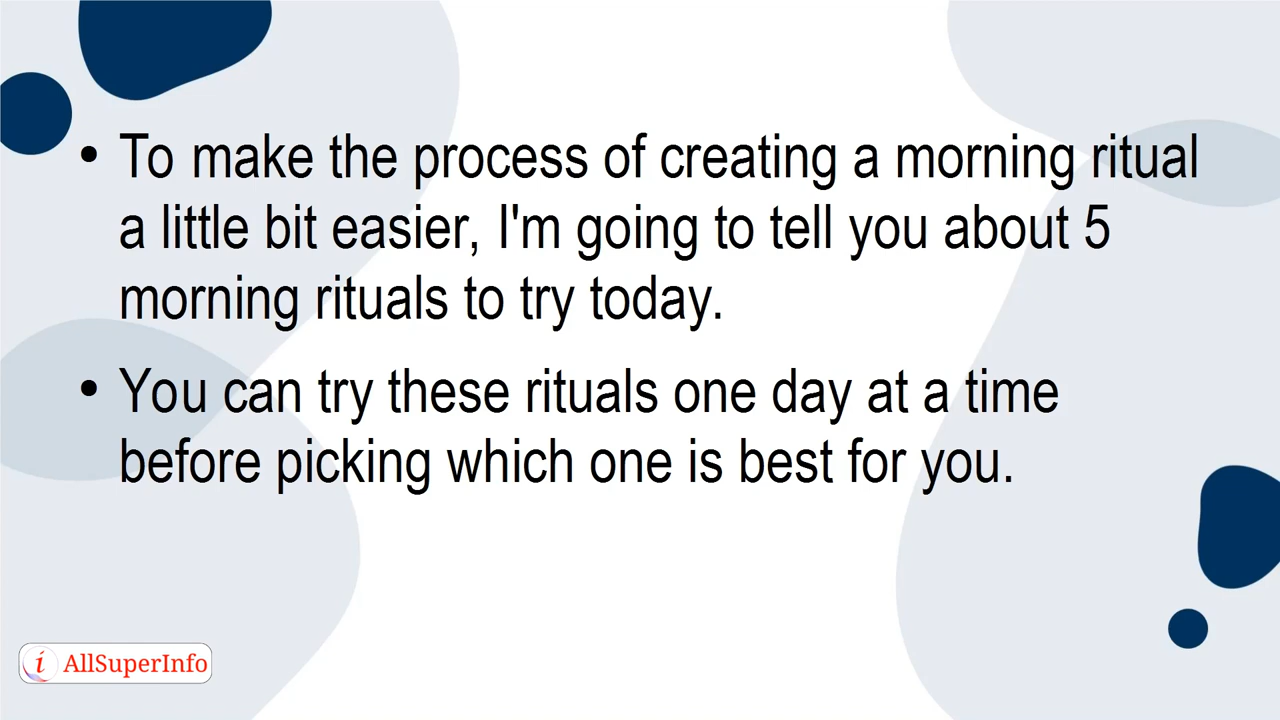 • To make the process of creating a morning ritual
a little bit easier, I'm going to tell you about 5
morning rituals to try today.
• You can try these rituals one day at a time
before picking which one is best for you.
i AllSuperInfo